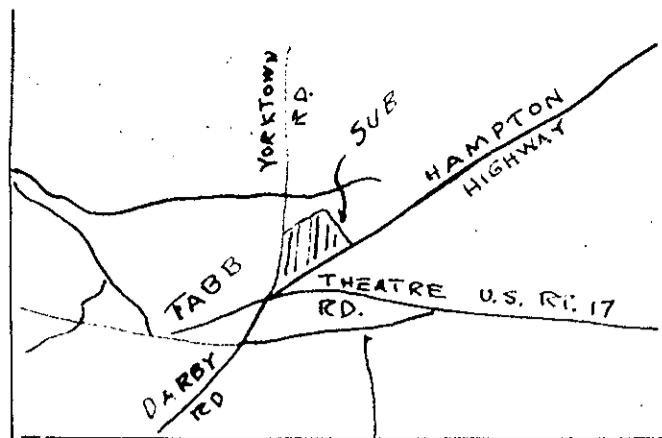 YORKTOWN
RD.
SUB
HAMPTON
HIGHWAY
TABB
THEATRE
RD.
U.S. RT. 17
DARBY
RD